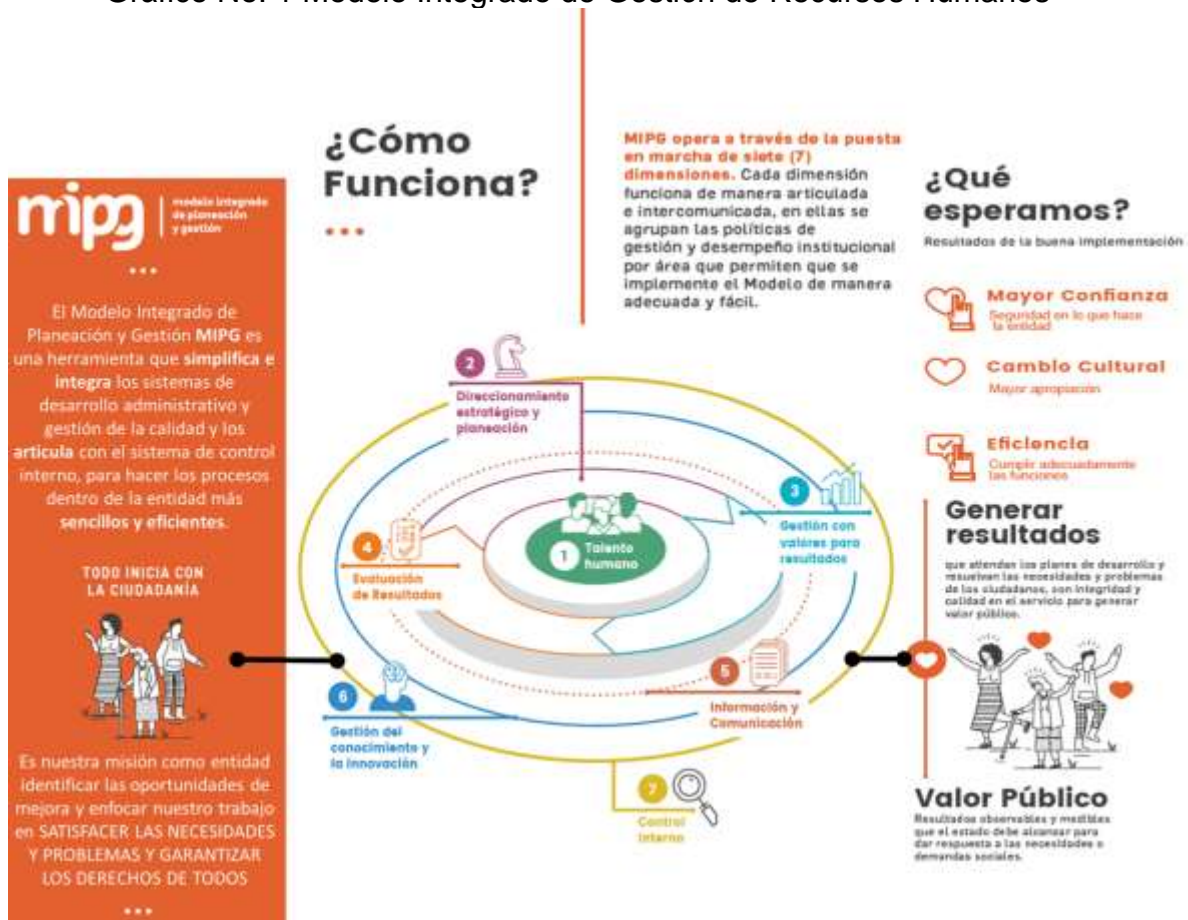 Gráfico No. 1 Modelo Integrado de Gestión de Recursos Humanos
mipg
modelo integrado
de planeación
y gestión
El Modelo Integrado de
Planeación y Gestión MIPG es
una herramienta que simplifica e
integra los sistemas de
desarrollo administrativo y
gestión de la calidad y los
articula con el sistema de control
interno, para hacer los procesos
dentro de la entidad más
sencillos y eficientes.
TODO INICIA CON
LA CIUDADANÍA
Es nuestra misión como entidad
identificar las oportunidades de
mejora y enfocar nuestro trabajo
en SATISFACER LAS NECESIDADES
Y PROBLEMAS Y GARANTIZAR
LOS DERECHOS DE TODOS
¿Cómo
Funciona?
MIPG opera a través de la puesta
en marcha de siete (7)
dimensiones. Cada dimensión
funciona de manera articulada
e intercomunicada, en ellas se
agrupan las políticas de
gestión y desempeño institucional
por área que permiten que se
implemente el Modelo de manera
adecuada y fácil.
2
Direccionamiento
estratégico y
planeación
3
Gestión con
valores para
resultados
1
Talento
humano
4
Evaluación
de Resultados
5
Información y
Comunicación
6
Gestión del
conocimiento y
la innovación
7
Control
Interno
¿Qué
esperamos?
Resultados de la buena implementación
Mayor Confianza
Seguridad en lo que hace
la entidad
Cambio Cultural
Mayor apropiación
Eficiencia
Cumplir adecuadamente
las funciones
Generar
resultados
que atiendan los planes de desarrollo y
resuelvan las necesidades y problemas
de los ciudadanos, con integridad y
calidad en el servicio para generar
valor público.
Valor Público
Resultados observables y medibles
que el estado debe alcanzar para
dar respuesta a las necesidades o
demandas sociales.